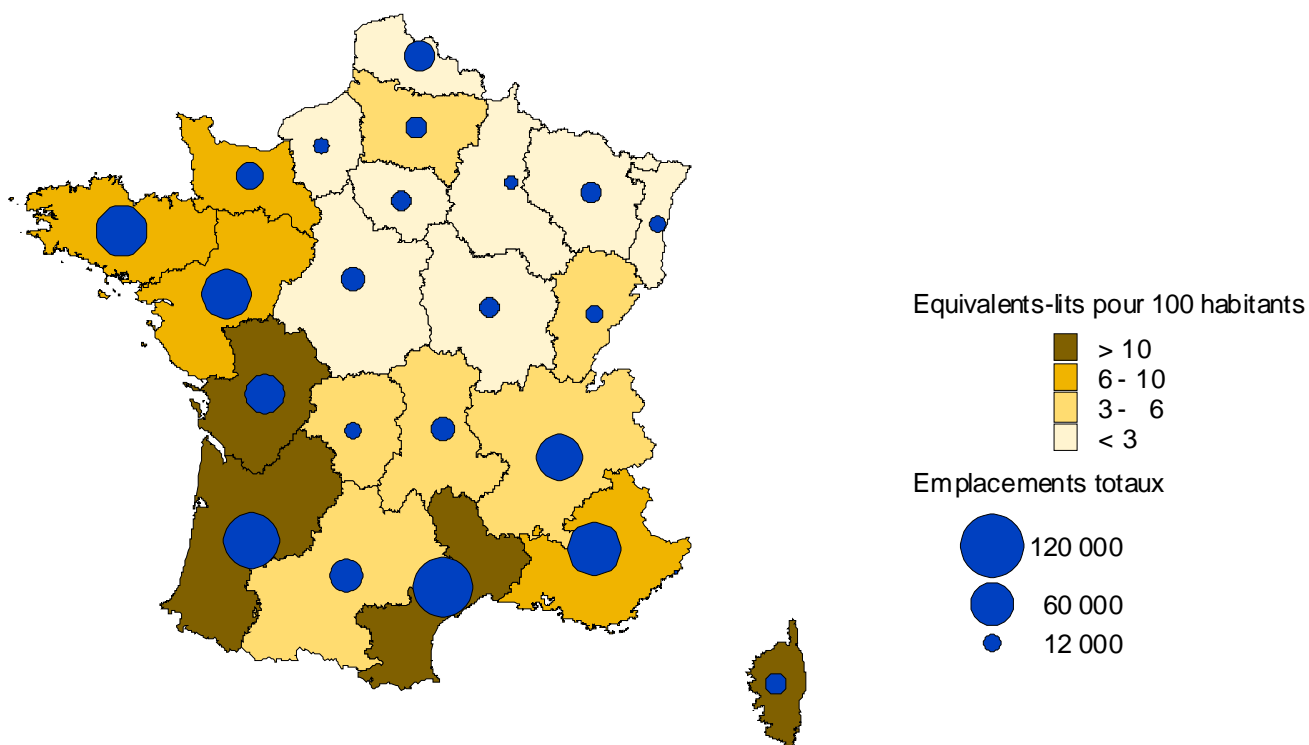 Equivalents-lits pour 100 habitants
> 10
6 - 10
3 - 6
< 3
Emplacements totaux
120 000
60 000
12 000